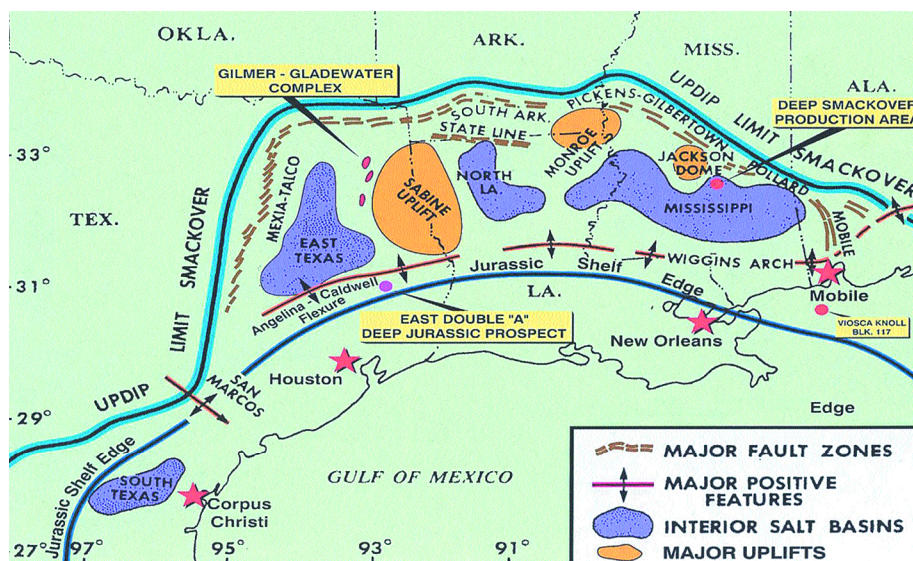 OKLA.
ARK.
MISS.
ALA.
GILMER - GLADEWATER
COMPLEX
UPDIP LIMIT SMACKOVER
DEEP SMACKOVER
PRODUCTION AREA
PICKENS-GILBERTOWN
POLLARD
SOUTH ARK.
STATE LINE
MONROE
UPLIFT
JACKSON
DOME
33°
TEX.
MEXIA-TALCO
SABINE
UPLIFT
NORTH
LA.
MISSISSIPPI
MOBILE
EAST
TEXAS
UPDIP LIMIT SMACKOVER
Jurassic Shelf Edge
WIGGINS ARCH
31°
Angelina - Caldwell
Flexure
LA.
Mobile
EAST DOUBLE "A"
DEEP JURASSIC PROSPECT
New Orleans
VIOSCA KNOLL
BLK. 117
Houston
SAN
MARCOS
29°
Edge
Jurassic Shelf Edge
SOUTH
TEXAS
Corpus
Christi
GULF OF MEXICO
MAJOR FAULT ZONES
MAJOR POSITIVE
FEATURES
INTERIOR SALT BASINS
MAJOR UPLIFTS
27° 97° 95° 93° 91°